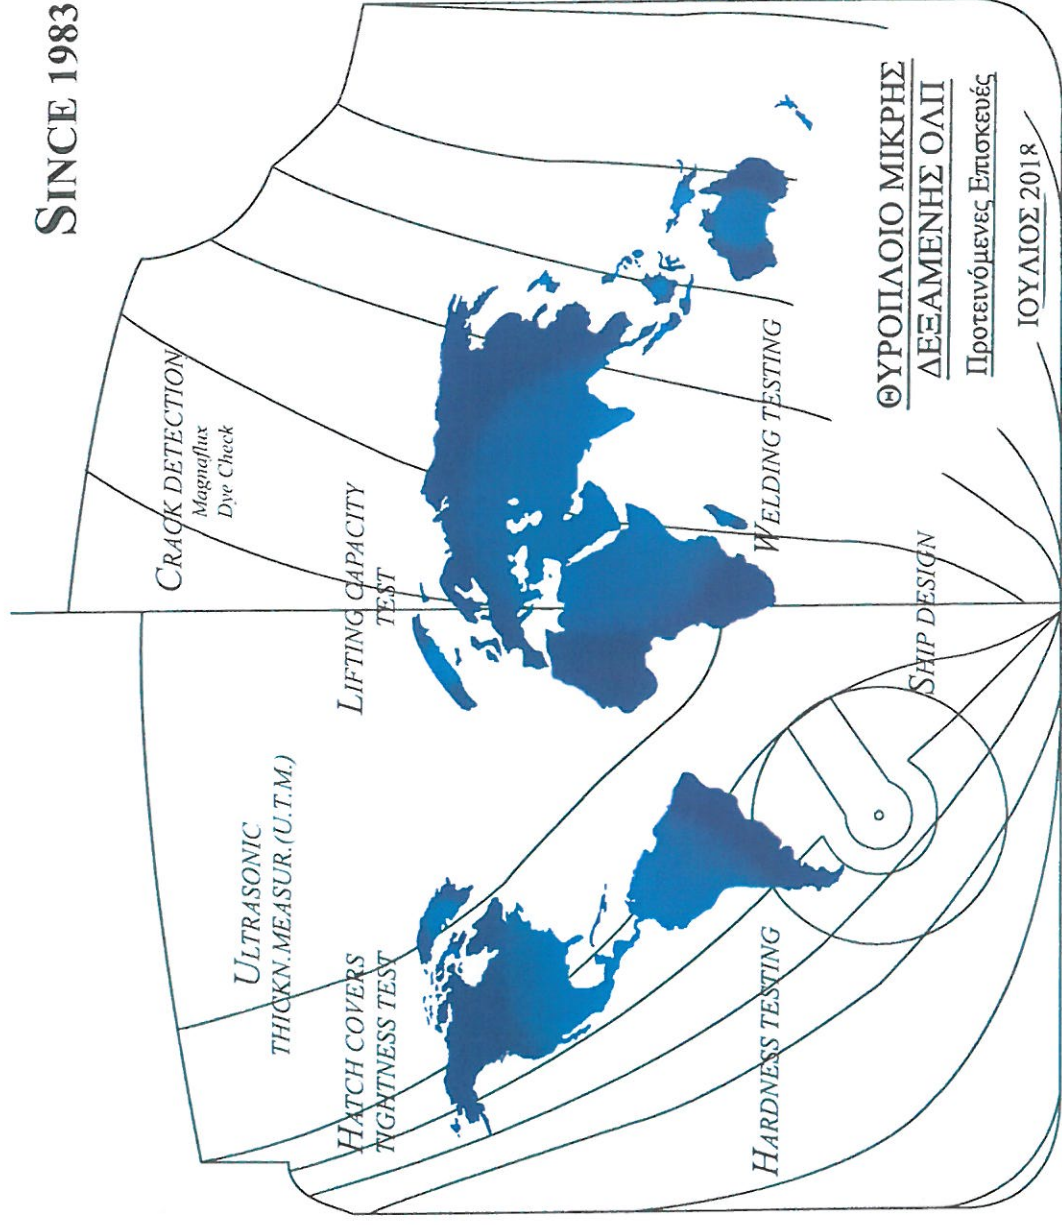 SINCE 1983
CRACK DETECTION
Magnaflux
Dye Check
ULTRASONIC
THICKN.MEASUR.(U.T.M.)
LIFTING CAPACITY
TEST
HATCH COVERS
TIGHTNESS TEST
WELDING TESTING
HARDNESS TESTING
SHIP DESIGN
ΘΥΡΟΠΛΟΙΟ ΜΙΚΡΗΣ
ΔΕΞΑΜΕΝΗΣ ΟΛΠ
Προτεινόμενες Επισκευές
ΙΟΥΛΙΟΣ 2018